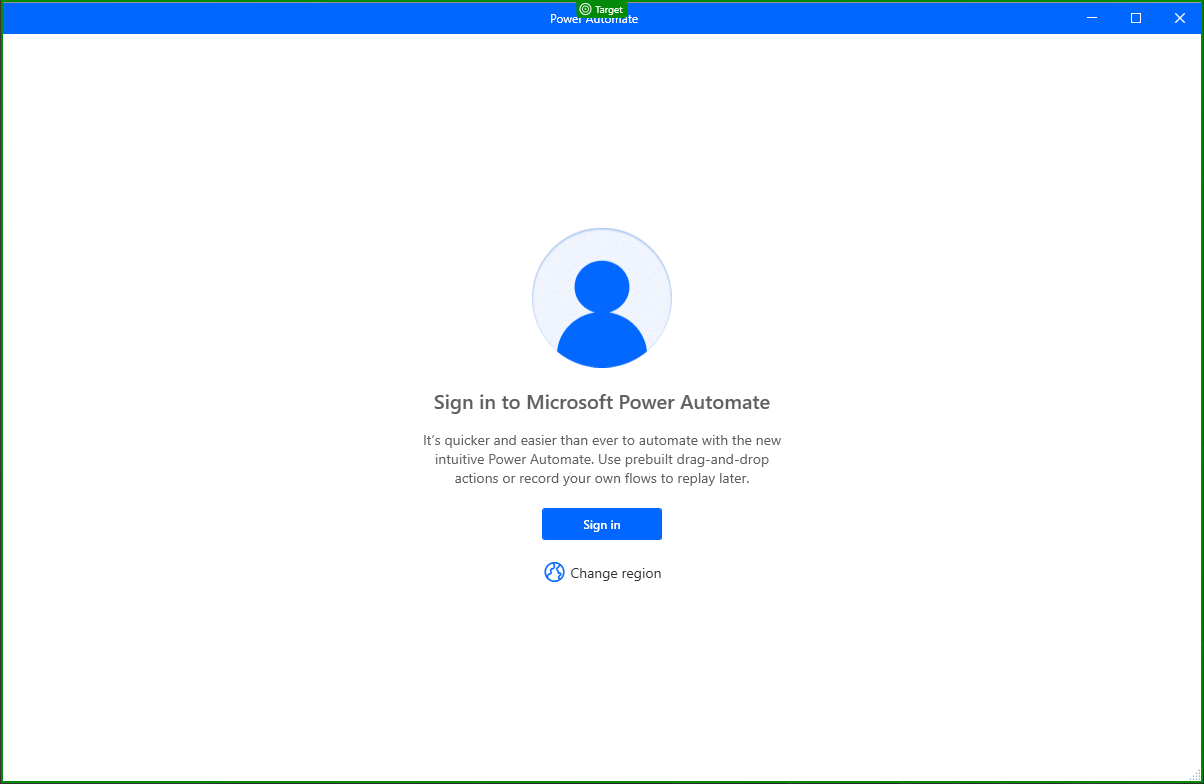 Target
Power Automate
Sign in to Microsoft Power Automate
It's quicker and easier than ever to automate with the new
intuitive Power Automate. Use prebuilt drag-and-drop
actions or record your own flows to replay later.
Sign in
Change region